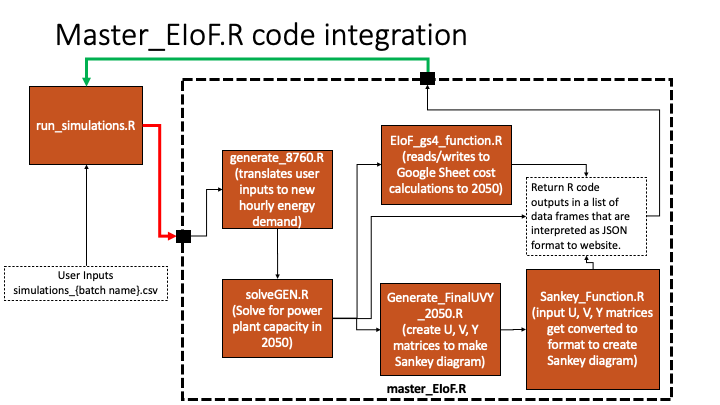 Master_EIoF.R code integration
run_simulations.R
User Inputs
simulations_{batch name}.csv
generate_8760.R
(translates user
inputs to new
hourly energy
demand)
solveGEN.R
(Solve for power
plant capacity in
2050)
EIoF_gs4_function.R
(reads/writes to
Google Sheet cost
calculations to 2050)
Return R code
outputs in a list of
data frames that are
interpreted as JSON
format to website.
Generate_FinalUVY
_2050.R
(create U, V, Y
matrices to make
Sankey diagram)
Sankey_Function.R
(input U, V, Y matrices
get converted to
format to create
Sankey diagram)
master_EIoF.R